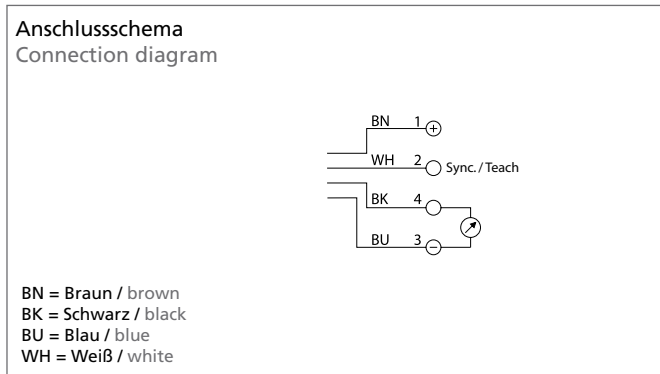 Anschlussschema
Connection diagram
BN 1 +
WH 2 Sync. / Teach
BK 4
BU 3 −
BN = Braun / brown
BK = Schwarz / black
BU = Blau / blue
WH = Weiß / white